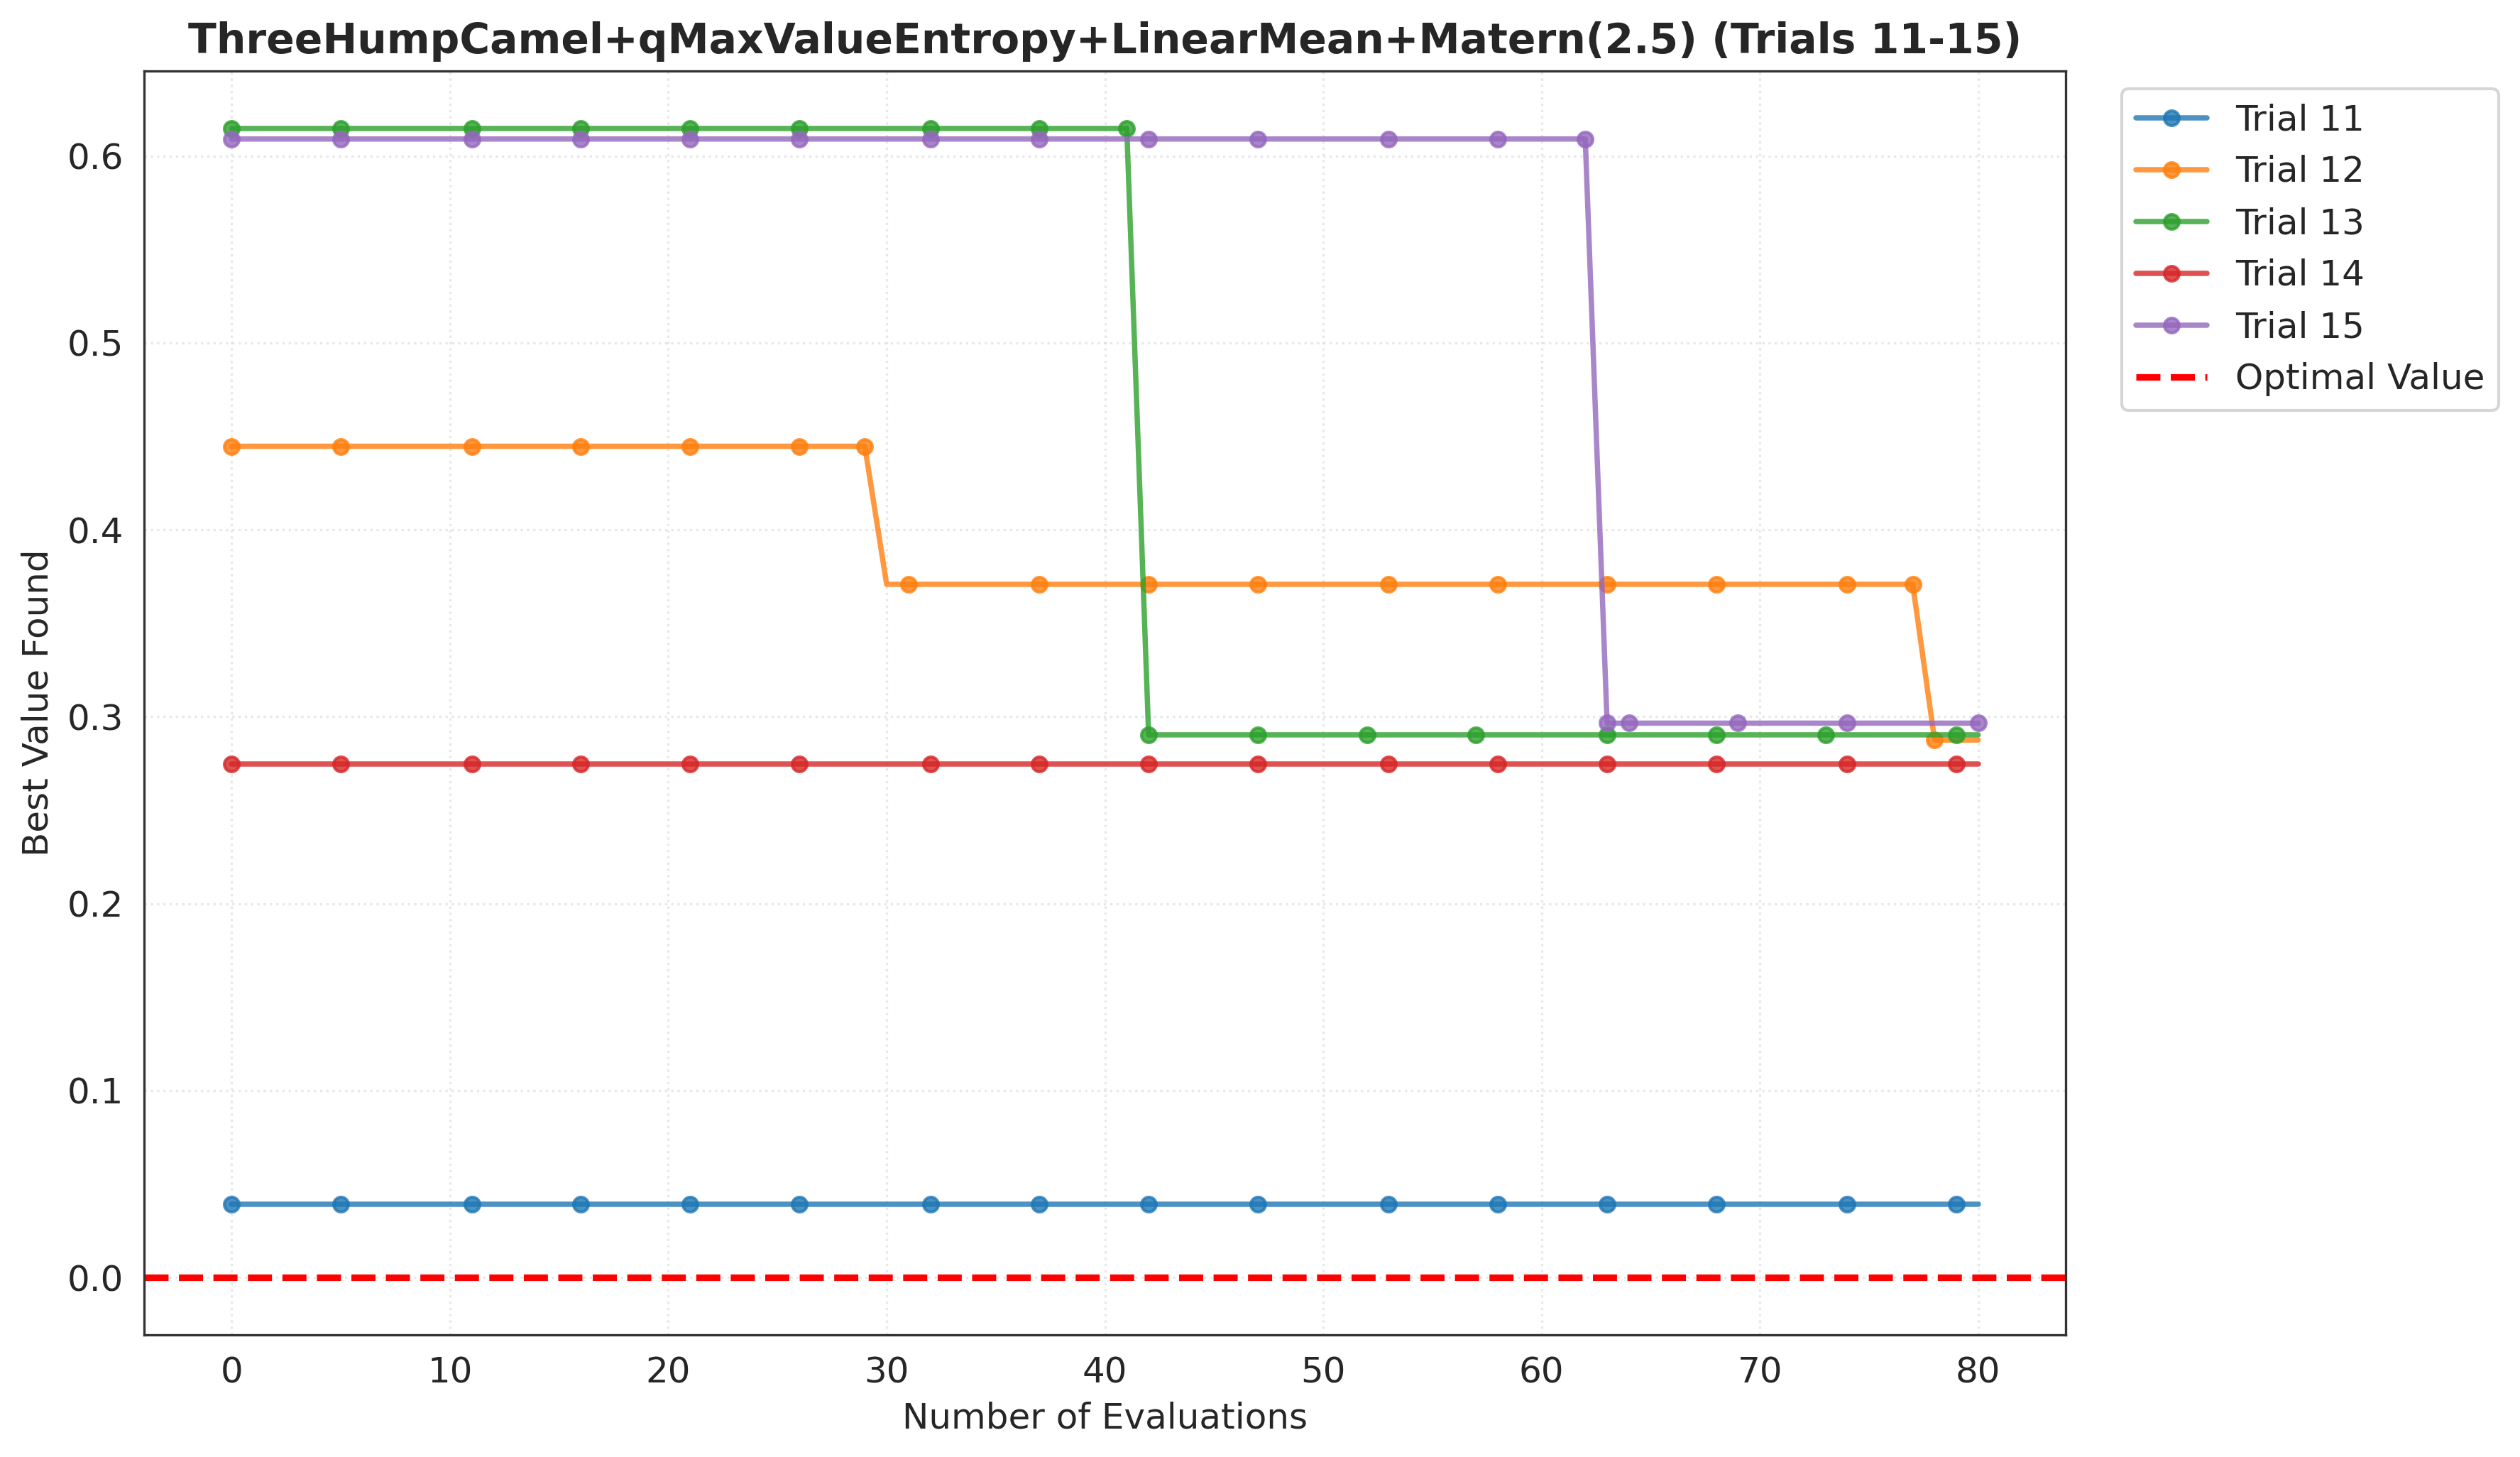 ThreeHumpCamel+qMaxValueEntropy+LinearMean+Matern(2.5) (Trials 11-15)
Best Value Found
0.6
0.5
0.4
0.3
0.2
0.1
0.0
0 10 20 30 40 50 60 70 80
Number of Evaluations
Trial 11
Trial 12
Trial 13
Trial 14
Trial 15
Optimal Value